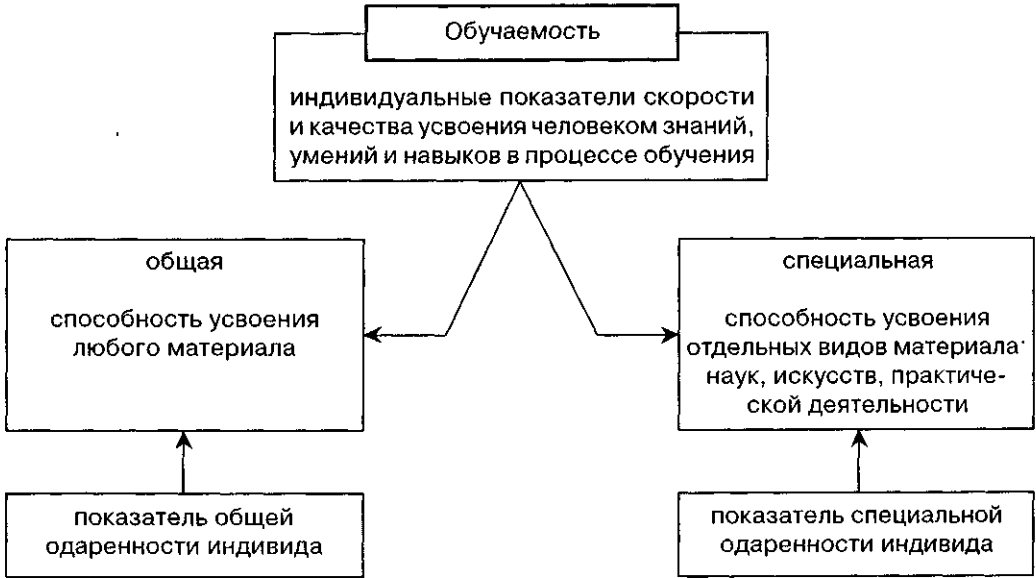 Обучаемость
индивидуальные показатели скорости
и качества усвоения человеком знаний,
умений и навыков в процессе обучения
общая
способность усвоения
любого материала
специальная
способность усвоения
отдельных видов материала:
наук, искусств, практиче-
ской деятельности
показатель общей
одаренности индивида
показатель специальной
одаренности индивида